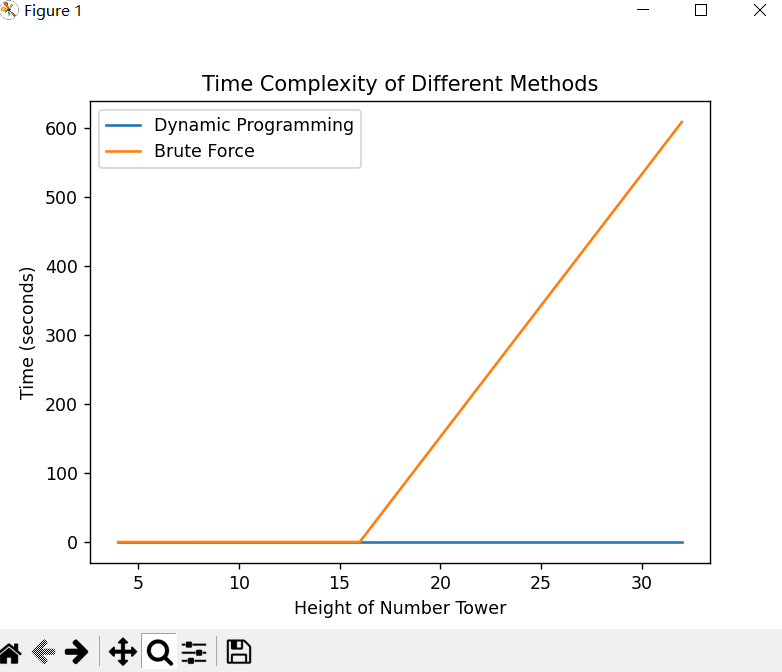 Figure 1
Time Complexity of Different Methods
Dynamic Programming
Brute Force
600
500
400
300
200
100
0
Time (seconds)
5 10 15 20 25 30
Height of Number Tower